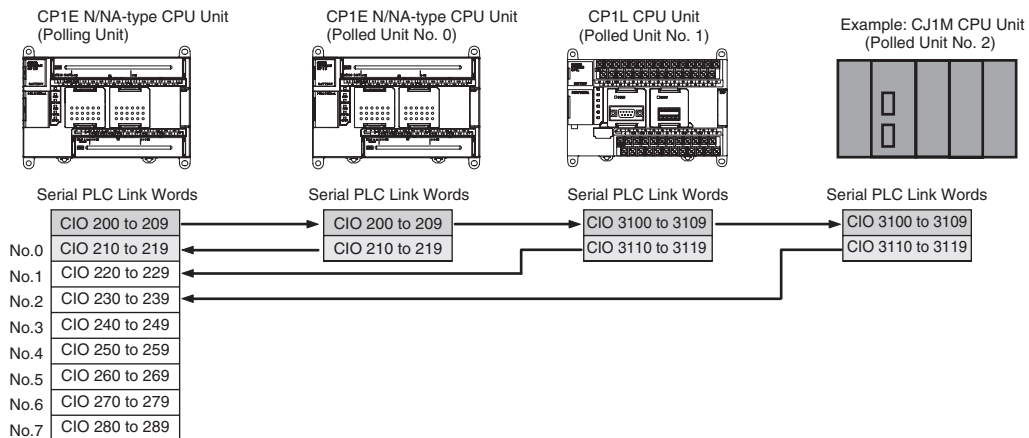 CP1E N/NA-type CPU Unit
(Polling Unit)
CP1E N/NA-type CPU Unit
(Polled Unit No. 0)
CP1L CPU Unit
(Polled Unit No. 1)
Example: CJ1M CPU Unit
(Polled Unit No. 2)
Serial PLC Link Words
Serial PLC Link Words
Serial PLC Link Words
Serial PLC Link Words
CIO 200 to 209
CIO 200 to 209
CIO 3100 to 3109
CIO 3100 to 3109
No.0 CIO 210 to 219
CIO 210 to 219
CIO 3110 to 3119
CIO 3110 to 3119
No.1 CIO 220 to 229
No.2 CIO 230 to 239
No.3 CIO 240 to 249
No.4 CIO 250 to 259
No.5 CIO 260 to 269
No.6 CIO 270 to 279
No.7 CIO 280 to 289